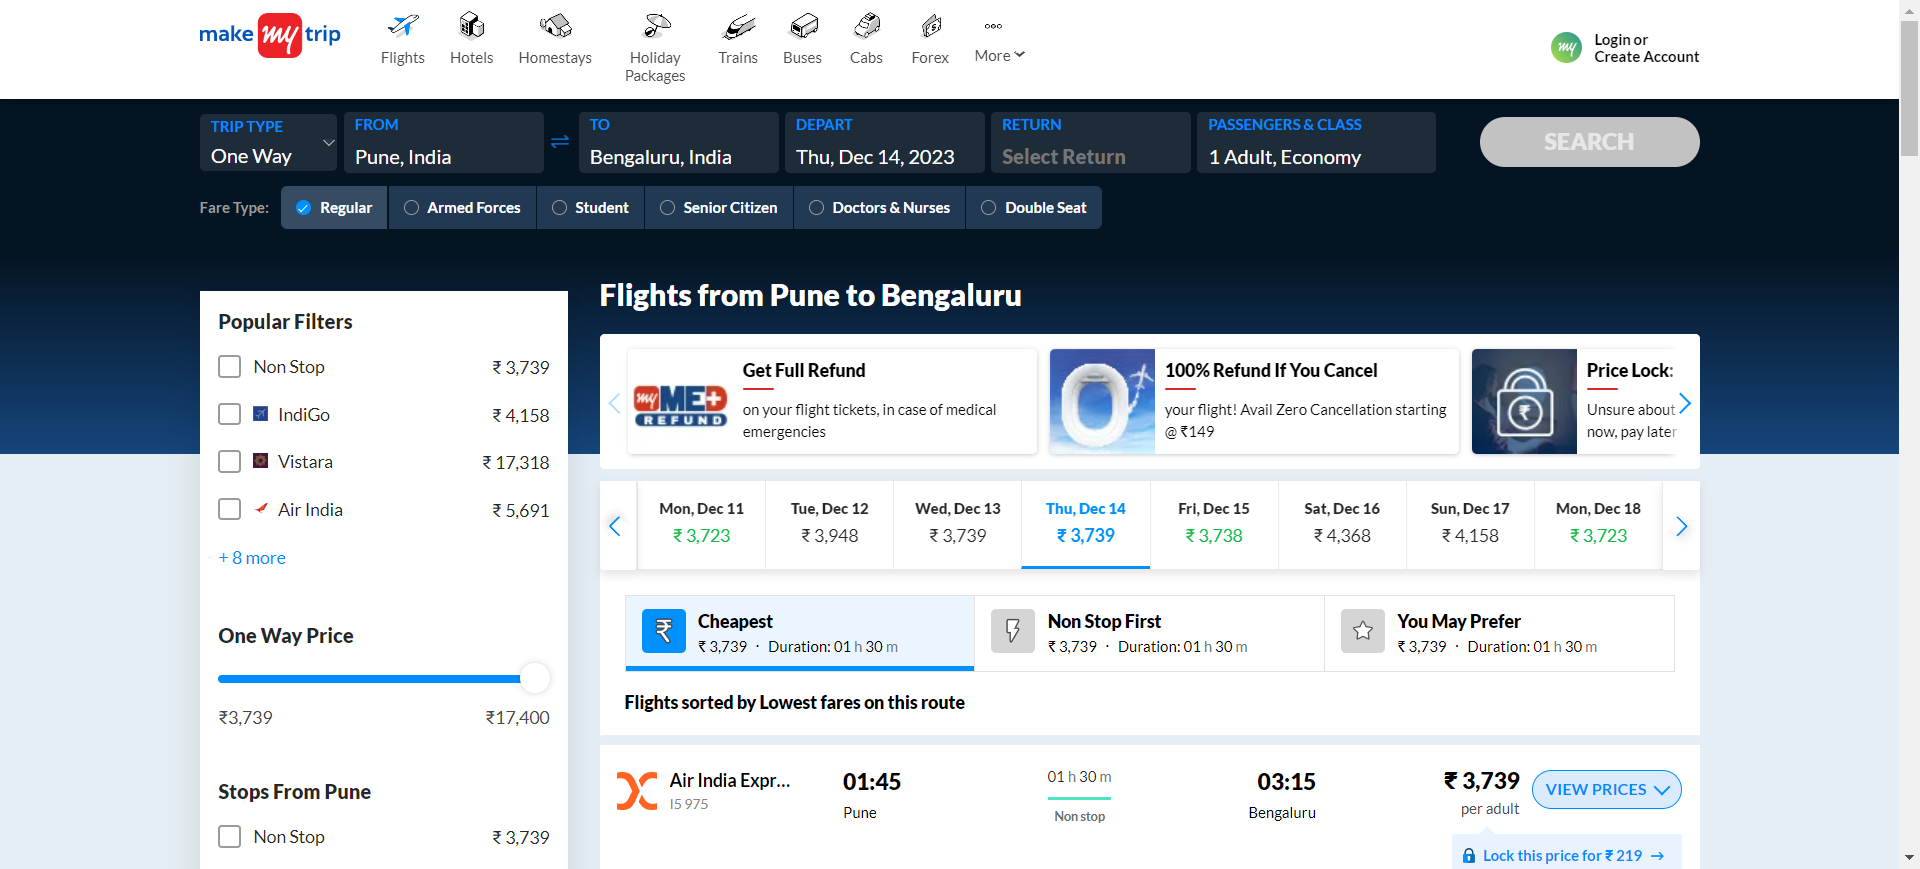 make my trip
Flights
Hotels
Homestays
Holiday
Packages
Trains
Buses
Cabs
Forex
More
my
Login or
Create Account
TRIP TYPE
One Way
FROM
Pune, India
TO
Bengaluru, India
DEPART
Thu, Dec 14, 2023
RETURN
Select Return
PASSENGERS & CLASS
1 Adult, Economy
SEARCH
Fare Type:
Regular
Armed Forces
Student
Senior Citizen
Doctors & Nurses
Double Seat
Popular Filters
Non Stop ₹ 3,739
IndiGo ₹ 4,158
Vistara ₹ 17,318
Air India ₹ 5,691
+ 8 more
One Way Price
₹3,739 ₹17,400
Stops From Pune
Non Stop ₹ 3,739
Flights from Pune to Bengaluru
my MED+
REFUND
Get Full Refund
on your flight tickets, in case of medical
emergencies
100% Refund If You Cancel
your flight! Avail Zero Cancellation starting
@ ₹149
₹
Price Lock:
Unsure about
now, pay later
Mon, Dec 11
₹ 3,723
Tue, Dec 12
₹ 3,948
Wed, Dec 13
₹ 3,739
Thu, Dec 14
₹ 3,739
Fri, Dec 15
₹ 3,738
Sat, Dec 16
₹ 4,368
Sun, Dec 17
₹ 4,158
Mon, Dec 18
₹ 3,723
₹
Cheapest
₹ 3,739 · Duration: 01 h 30 m
Non Stop First
₹ 3,739 · Duration: 01 h 30 m
You May Prefer
₹ 3,739 · Duration: 01 h 30 m
Flights sorted by Lowest fares on this route
Air India Expr...
I5 975
01:45
Pune
01 h 30 m
Non stop
03:15
Bengaluru
₹ 3,739
per adult
VIEW PRICES
Lock this price for ₹ 219 →